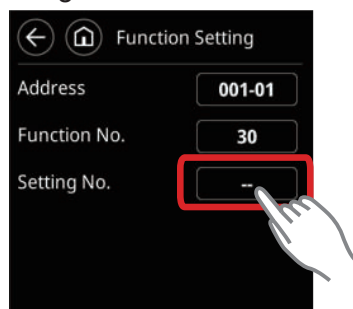 Function Setting
Address 001-01
Function No. 30
Setting No. --